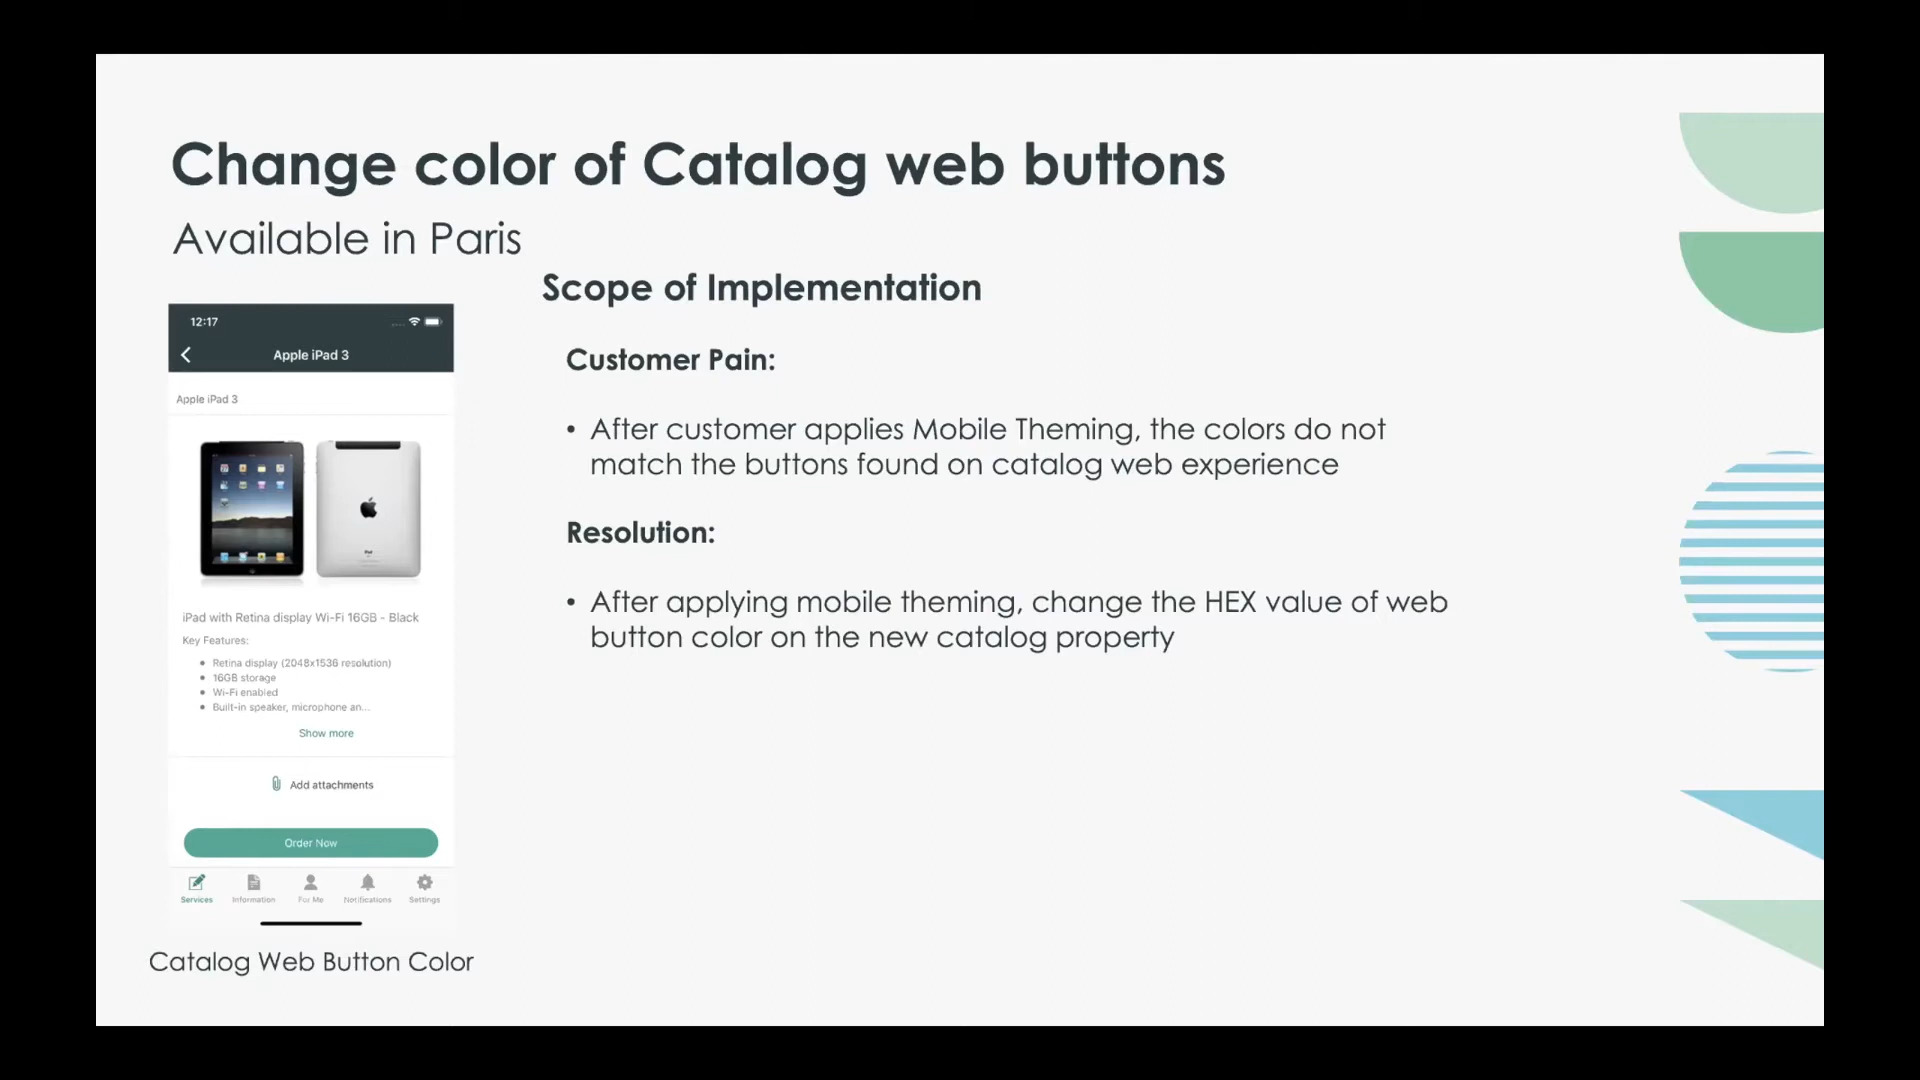 Change color of Catalog web buttons
Available in Paris
Scope of Implementation
Customer Pain:
• After customer applies Mobile Theming, the colors do not
match the buttons found on catalog web experience
Resolution:
• After applying mobile theming, change the HEX value of web
button color on the new catalog property
12:17
Apple iPad 3
Apple iPad 3
iPad with Retina display Wi-Fi 16GB - Black
Key Features:
• Retina display (2048x1536 resolution)
• 16GB storage
• Wi-Fi enabled
• Built-in speaker, microphone an...
Show more
Add attachments
Order Now
Services Information For Me Notifications Settings
Catalog Web Button Color